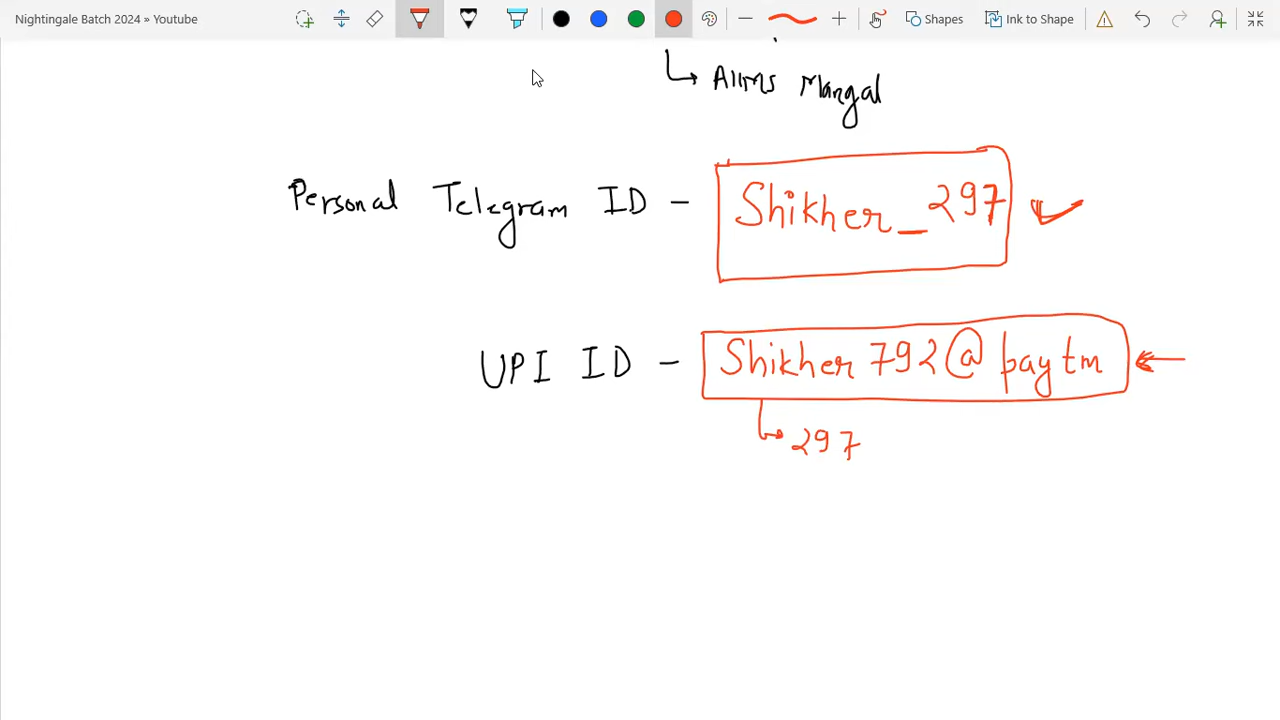 Nightingale Batch 2024 » Youtube
Shapes
Ink to Shape
Aiims Mangal
Personal Telegram ID - Shikher_297
UPI ID - Shikher792@paytm
297